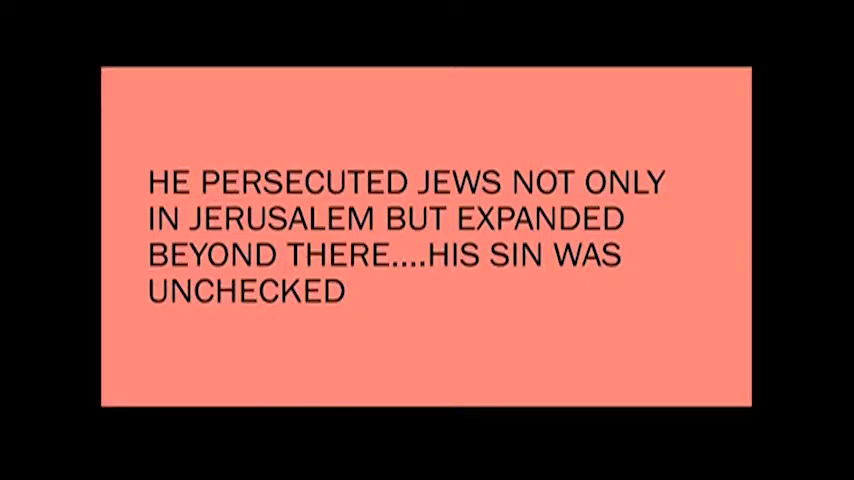 HE PERSECUTED JEWS NOT ONLY
IN JERUSALEM BUT EXPANDED
BEYOND THERE....HIS SIN WAS
UNCHECKED